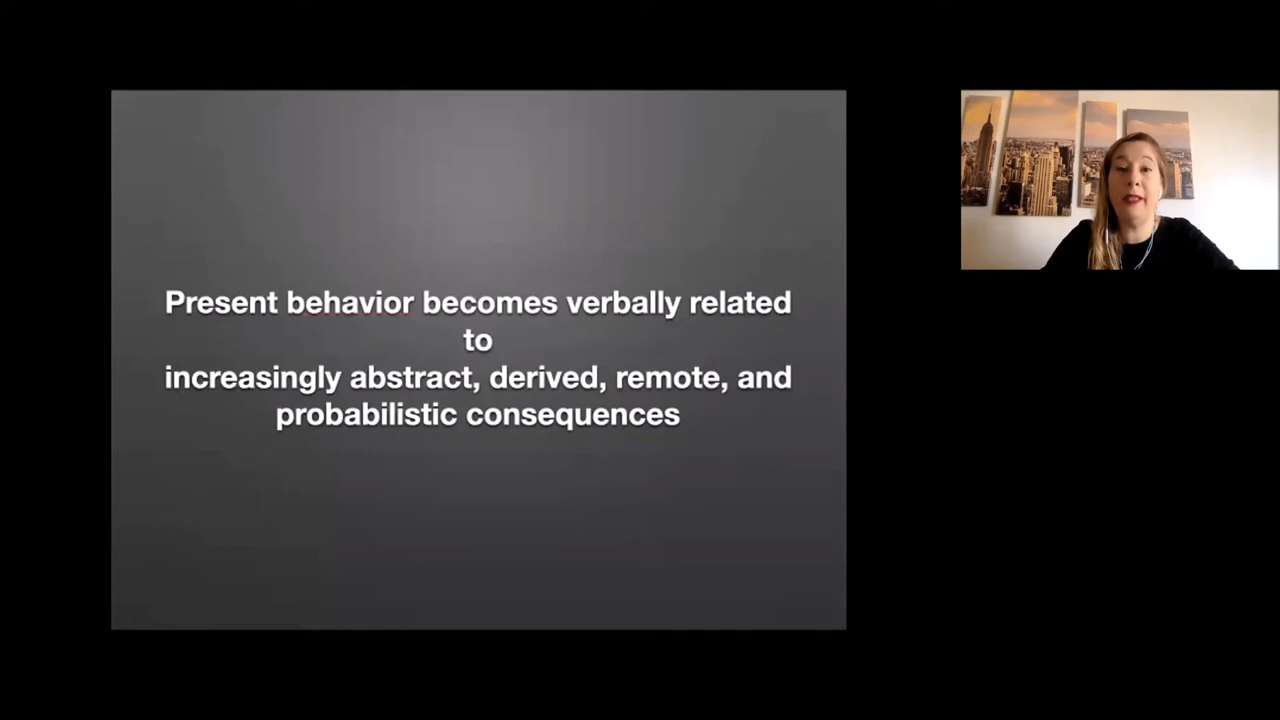 Present behavior becomes verbally related
to
increasingly abstract, derived, remote, and
probabilistic consequences